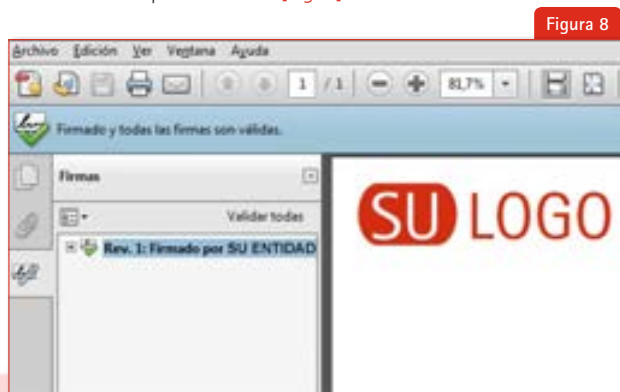 Figura 8
Archivo Edición Ver Ventana Ayuda
1 / 1 81,7%
Firmado y todas las firmas son válidas.
Firmas
Validar todas
Rev. 1: Firmado por SU ENTIDAD
SU LOGO